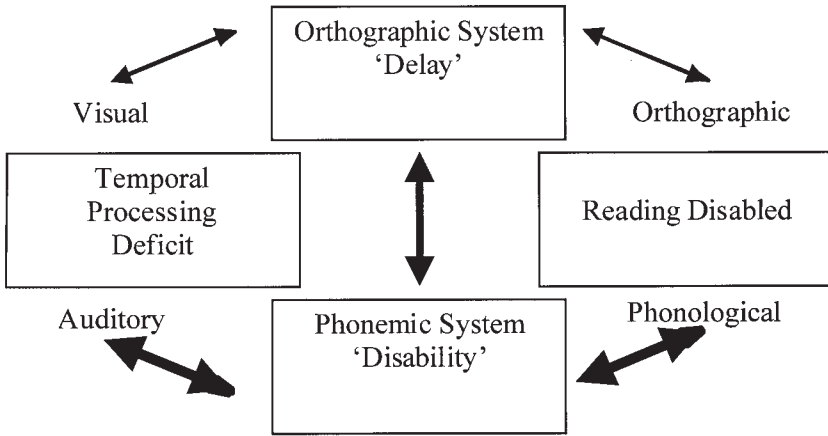 Orthographic System
‘Delay’
Visual
Orthographic
Temporal
Processing
Deficit
Reading Disabled
Auditory
Phonological
Phonemic System
‘Disability’